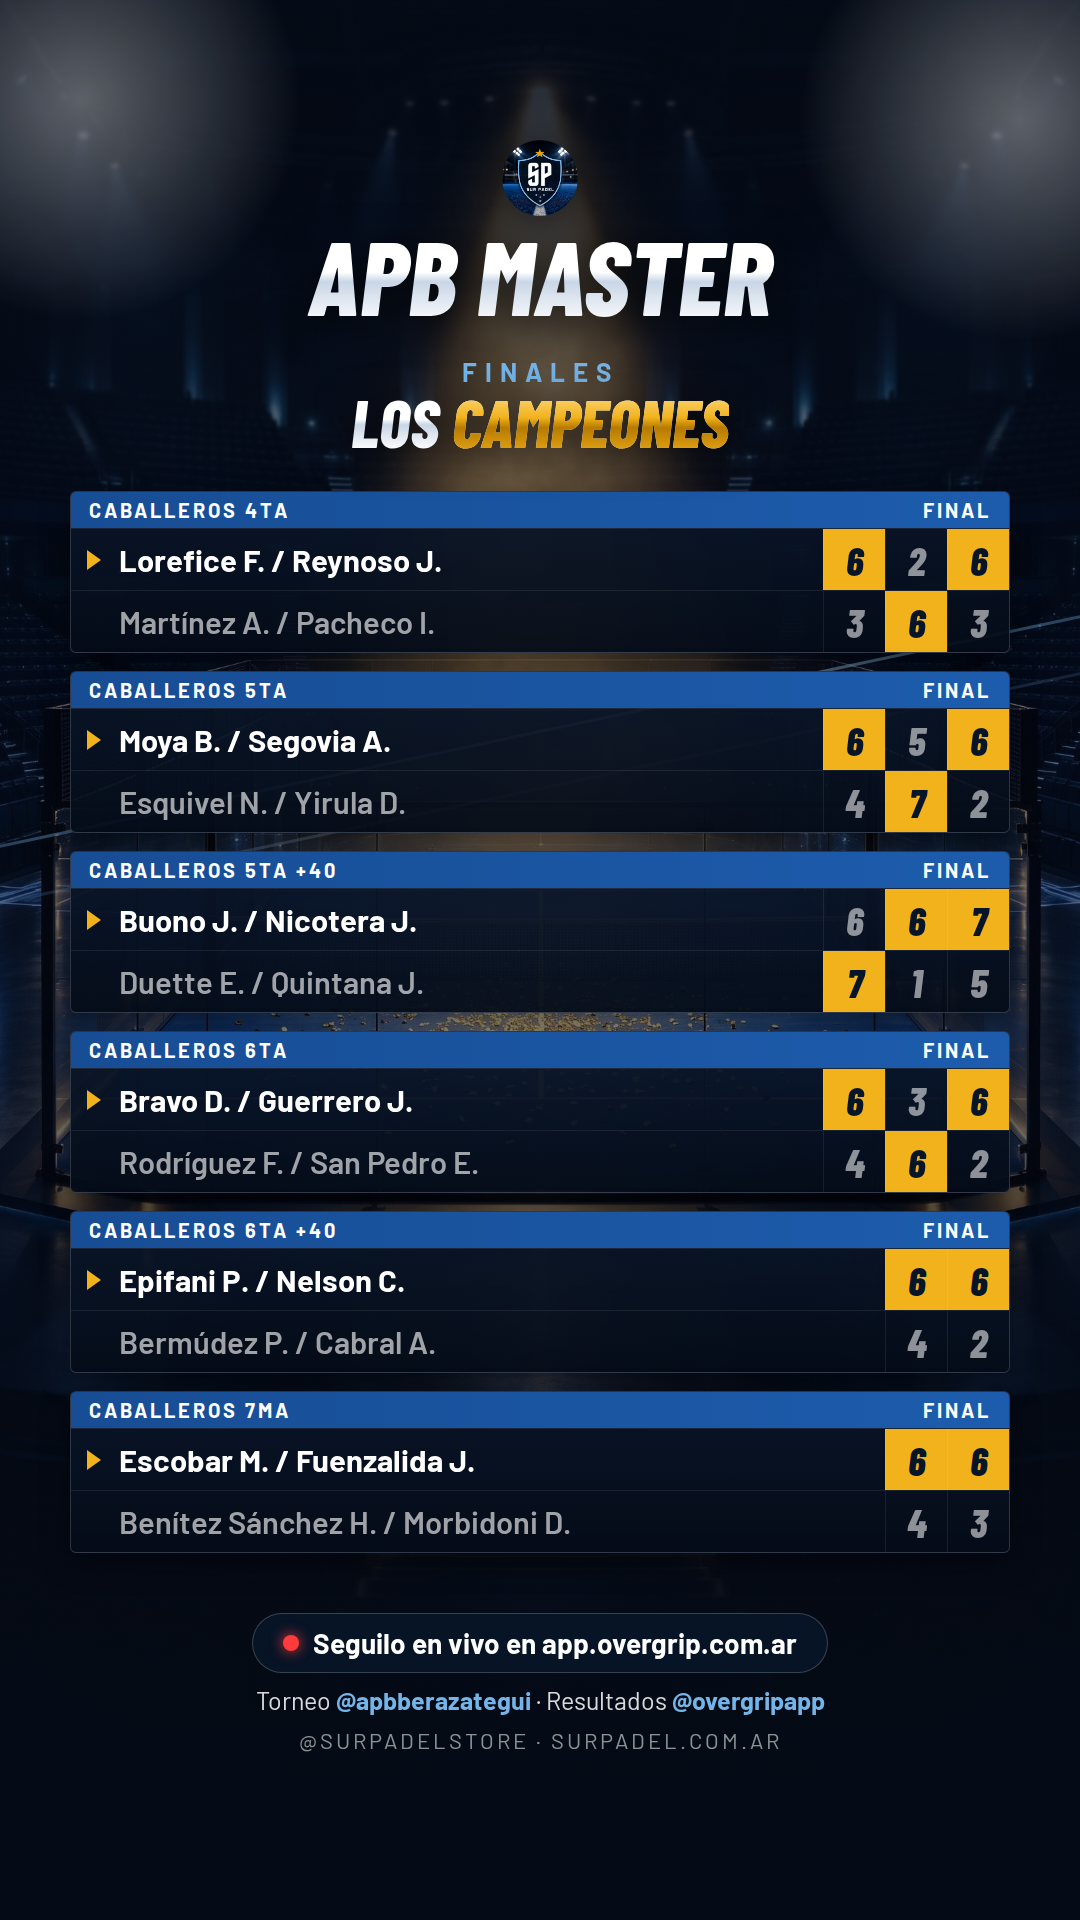 SP
SUR PADEL
APB MASTER
FINALES
LOS CAMPEONES
CABALLEROS 4TA FINAL
Lorefice F. / Reynoso J. 6 2 6
Martínez A. / Pacheco I. 3 6 3
CABALLEROS 5TA FINAL
Moya B. / Segovia A. 6 5 6
Esquivel N. / Yirula D. 4 7 2
CABALLEROS 5TA +40 FINAL
Buono J. / Nicotera J. 6 6 7
Duette E. / Quintana J. 7 1 5
CABALLEROS 6TA FINAL
Bravo D. / Guerrero J. 6 3 6
Rodríguez F. / San Pedro E. 4 6 2
CABALLEROS 6TA +40 FINAL
Epifani P. / Nelson C. 6 6
Bermúdez P. / Cabral A. 4 2
CABALLEROS 7MA FINAL
Escobar M. / Fuenzalida J. 6 6
Benítez Sánchez H. / Morbidoni D. 4 3
Seguilo en vivo en app.overgrip.com.ar
Torneo @apbberazategui · Resultados @overgripapp
@SURPADELSTORE · SURPADEL.COM.AR